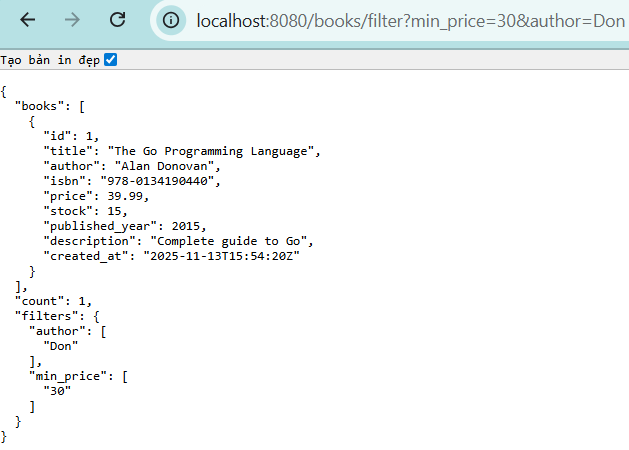 localhost:8080/books/filter?min_price=30&author=Don
Tạo bản in đẹp
{
  "books": [
    {
      "id": 1,
      "title": "The Go Programming Language",
      "author": "Alan Donovan",
      "isbn": "978-0134190440",
      "price": 39.99,
      "stock": 15,
      "published_year": 2015,
      "description": "Complete guide to Go",
      "created_at": "2025-11-13T15:54:20Z"
    }
  ],
  "count": 1,
  "filters": {
    "author": [
      "Don"
    ],
    "min_price": [
      "30"
    ]
  }
}